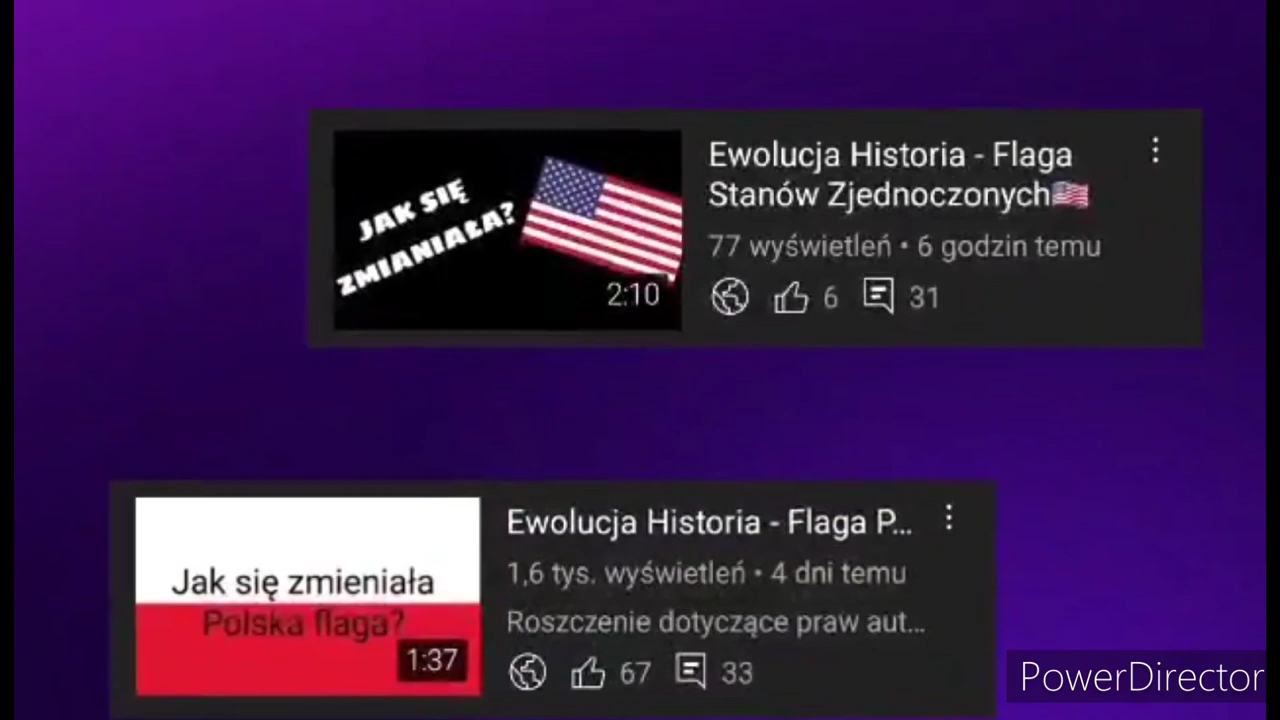 JAK SIĘ
ZMIANIAŁA?
2:10
Ewolucja Historia - Flaga
Stanów Zjednoczonych
77 wyświetleń • 6 godzin temu
6 31
Jak się zmieniała
Polska flaga?
1:37
Ewolucja Historia - Flaga P...
1,6 tys. wyświetleń • 4 dni temu
Roszczenie dotyczące praw aut...
67 33
PowerDirector